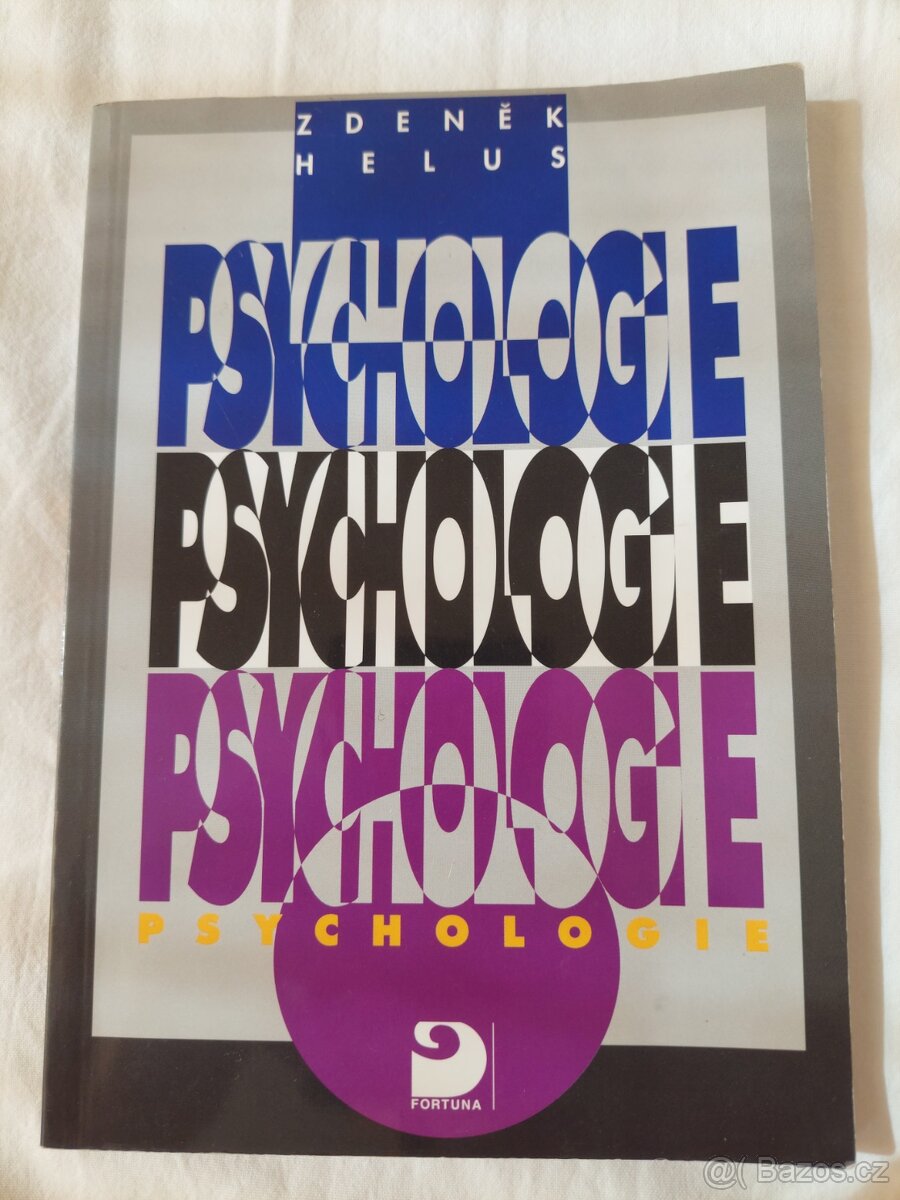 ZDENĚK
HELUS
PSYCHOLOGIE
PSYCHOLOGIE
PSYCHOLOGIE
PSYCHOLOGIE
FORTUNA
@( Bazos.cz